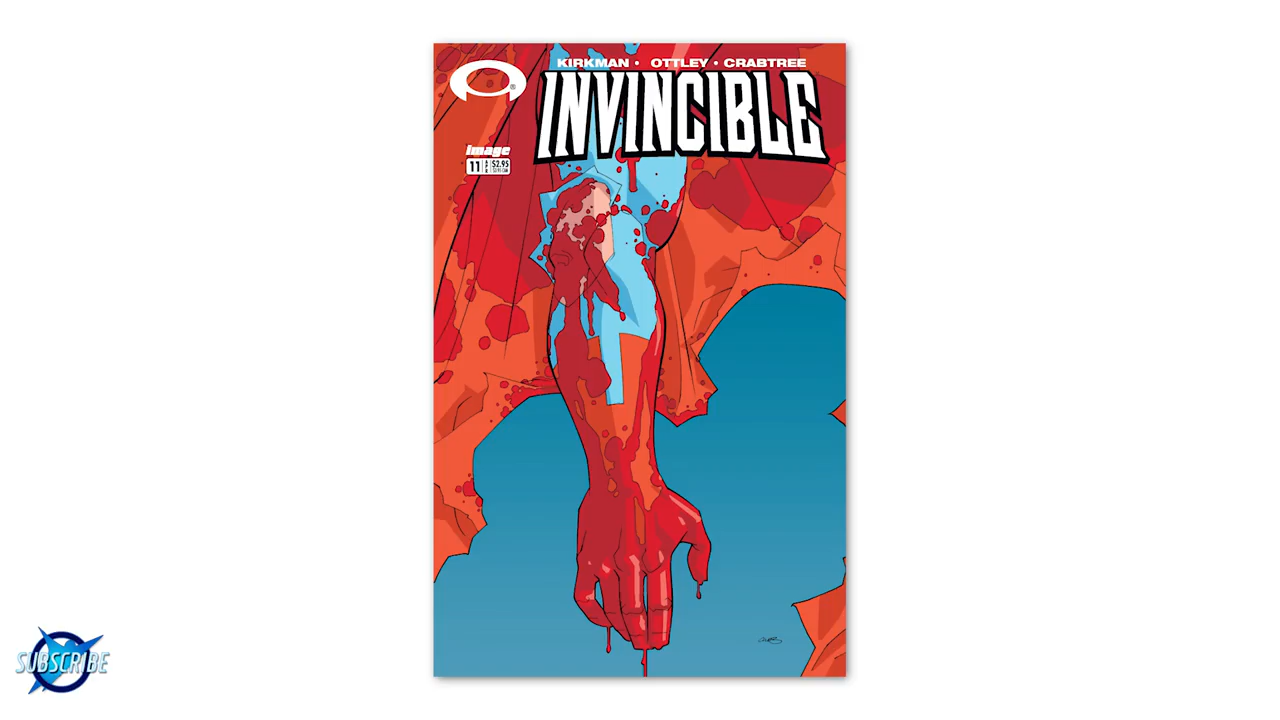 KIRKMAN • OTTLEY • CRABTREE
INVINCIBLE
image
11 $2.95
SUBSCRIBE